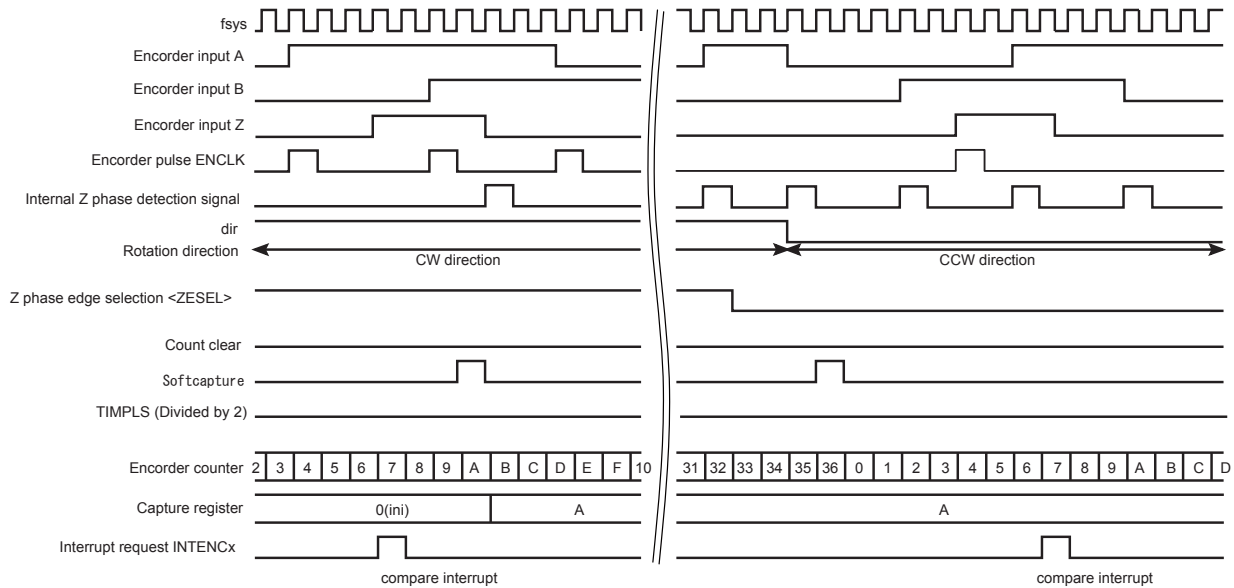 fsys
Encorder input A
Encorder input B
Encorder input Z
Encorder pulse ENCLK
Internal Z phase detection signal
dir
Rotation direction
CW direction
CCW direction
Z phase edge selection <ZESEL>
Count clear
Softcapture
TIMPLS (Divided by 2)
Encorder counter 2 3 4 5 6 7 8 9 A B C D E F 10 31 32 33 34 35 36 0 1 2 3 4 5 6 7 8 9 A B C D
Capture register 0(ini) A A
Interrupt request INTENCx
compare interrupt compare interrupt